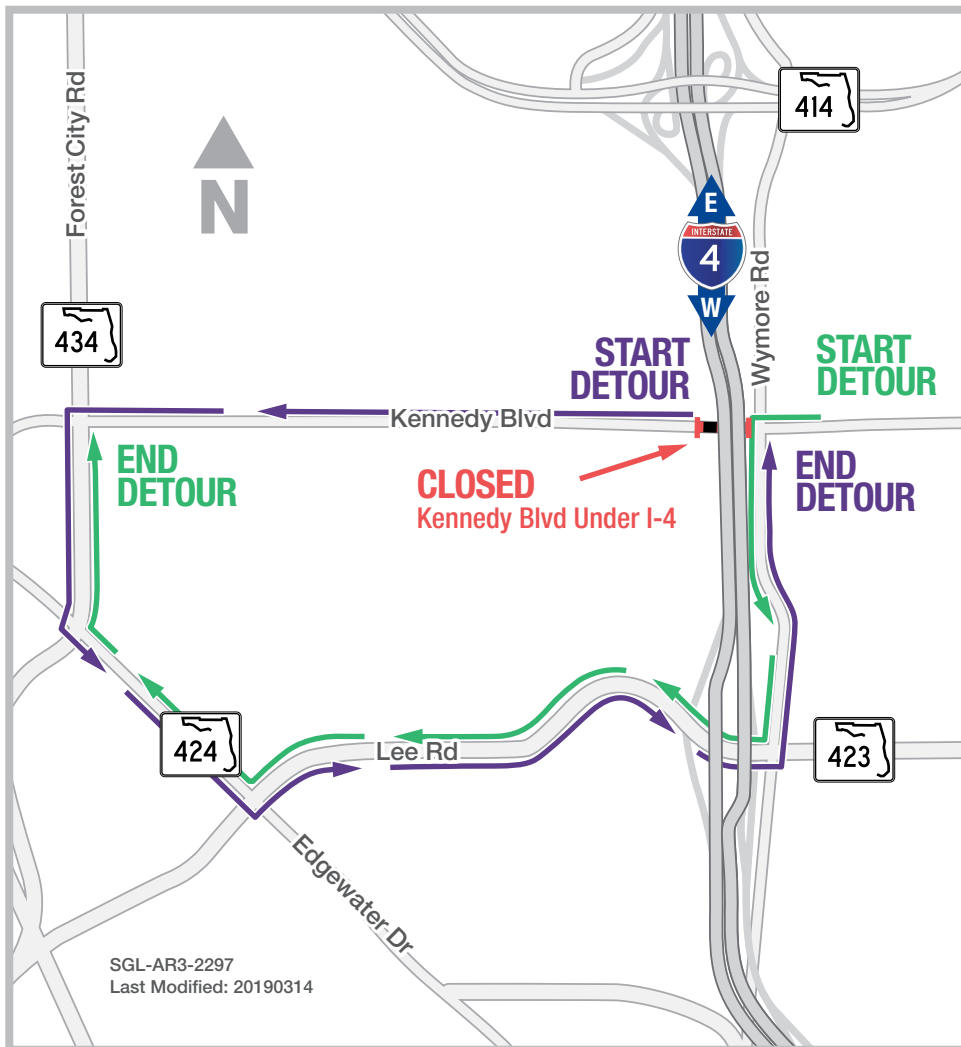 Forest City Rd
414
N
E
INTERSTATE
4
W
Wymore Rd
434
START
DETOUR
START
DETOUR
Kennedy Blvd
END
DETOUR
CLOSED
Kennedy Blvd Under I-4
END
DETOUR
424
Lee Rd
423
Edgewater Dr
SGL-AR3-2297
Last Modified: 20190314